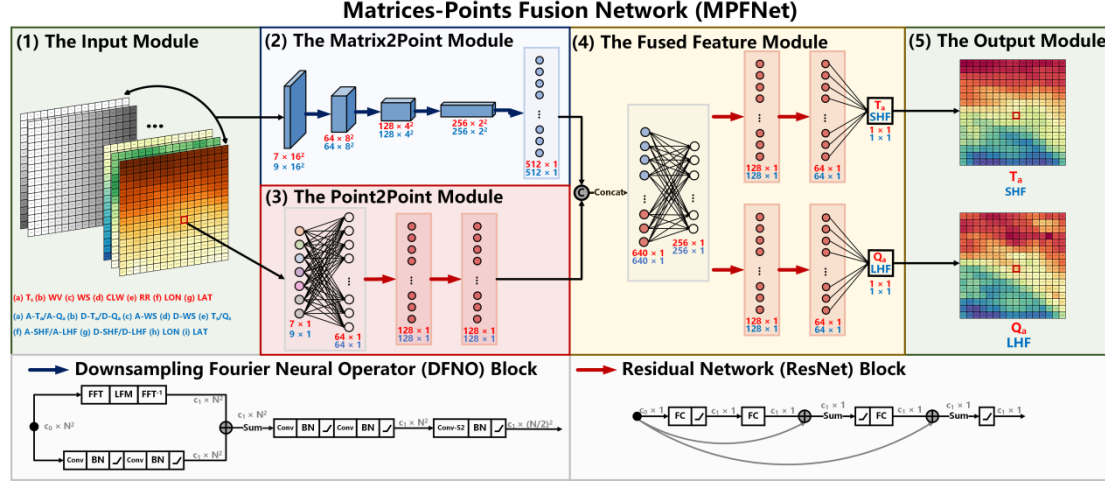 Matrices-Points Fusion Network (MPFNet)
(1) The Input Module
...
(a) Tₛ (b) WV (c) WS (d) CLW (e) RR (f) LON (g) LAT
(a) A-Tₐ/A-Qₐ (b) D-Tₐ/D-Qₐ (c) A-WS (d) D-WS (e) Tₛ/Qₛ
(f) A-SHF/A-LHF (g) D-SHF/D-LHF (h) LON (i) LAT
(2) The Matrix2Point Module
7 × 16²
9 × 16²
64 × 8²
64 × 8²
128 × 4²
128 × 4²
256 × 2²
256 × 2²
...
512 × 1
512 × 1
(3) The Point2Point Module
...
7 × 1
9 × 1
...
64 × 1
64 × 1
...
128 × 1
128 × 1
...
128 × 1
128 × 1
C
Concat
(4) The Fused Feature Module
...
640 × 1
640 × 1
...
256 × 1
256 × 1
...
128 × 1
128 × 1
...
64 × 1
64 × 1
Tₐ
SHF
1 × 1
1 × 1
...
128 × 1
128 × 1
...
64 × 1
64 × 1
Qₐ
LHF
1 × 1
1 × 1
(5) The Output Module
Tₐ
SHF
Qₐ
LHF
Downsampling Fourier Neural Operator (DFNO) Block
c₀ × N²
FFT LFM FFT⁻¹
c₁ × N²
Conv BN Conv BN
c₁ × N²
Sum
c₁ × N²
Conv BN Conv BN
c₁ × N²
Conv-S2 BN
c₁ × (N/2)²
Residual Network (ResNet) Block
c₀ × 1
FC
c₁ × 1
FC
c₁ × 1
Sum
c₁ × 1
FC
c₁ × 1
Sum
c₁ × 1
c₁ × 1